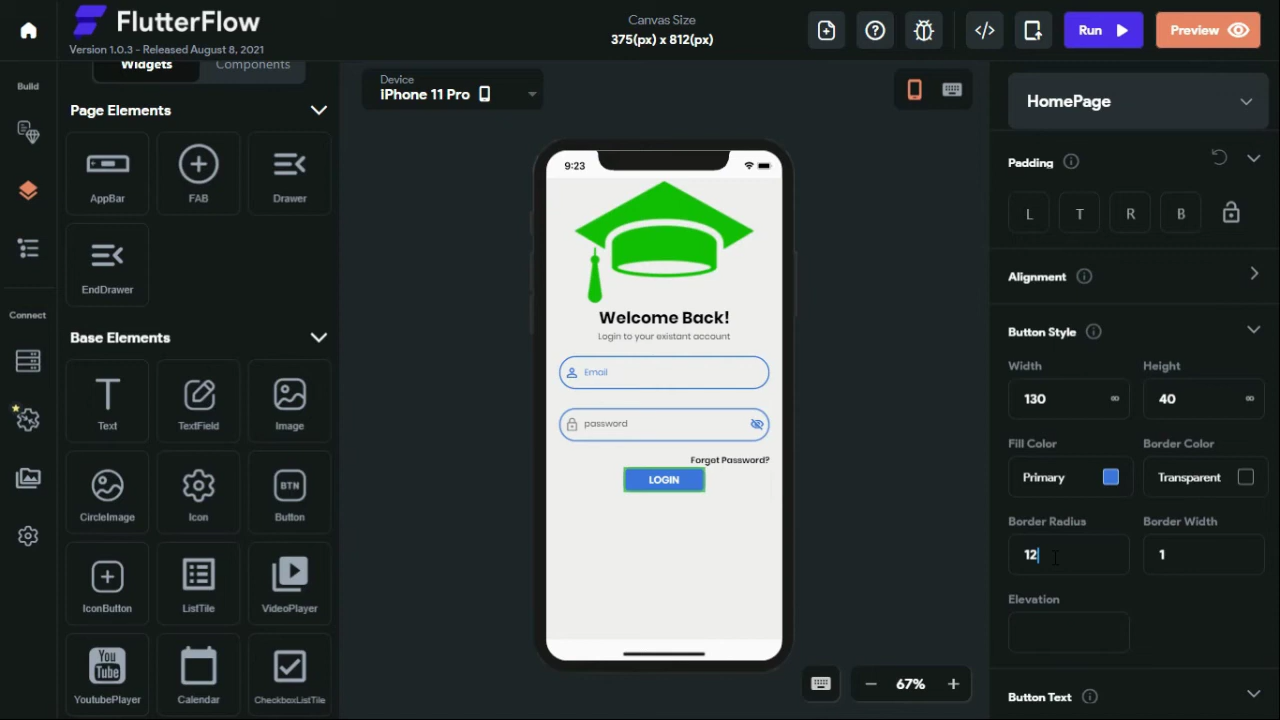 FlutterFlow
Version 1.0.3 - Released August 8, 2021
Canvas Size
375(px) x 812(px)
</>
Run
Preview
Build
Connect
Widgets
Components
Page Elements
AppBar
FAB
Drawer
EndDrawer
Base Elements
Text
TextField
Image
CircleImage
Icon
BTN
Button
IconButton
ListTile
VideoPlayer
You
Tube
YoutubePlayer
Calendar
CheckboxListTile
Device
iPhone 11 Pro
9:23
Welcome Back!
Login to your existant account
Email
password
Forgot Password?
LOGIN
67%
HomePage
Padding
L
T
R
B
Alignment
Button Style
Width
Height
130
∞
40
∞
Fill Color
Border Color
Primary
Transparent
Border Radius
Border Width
12
1
Elevation
Button Text